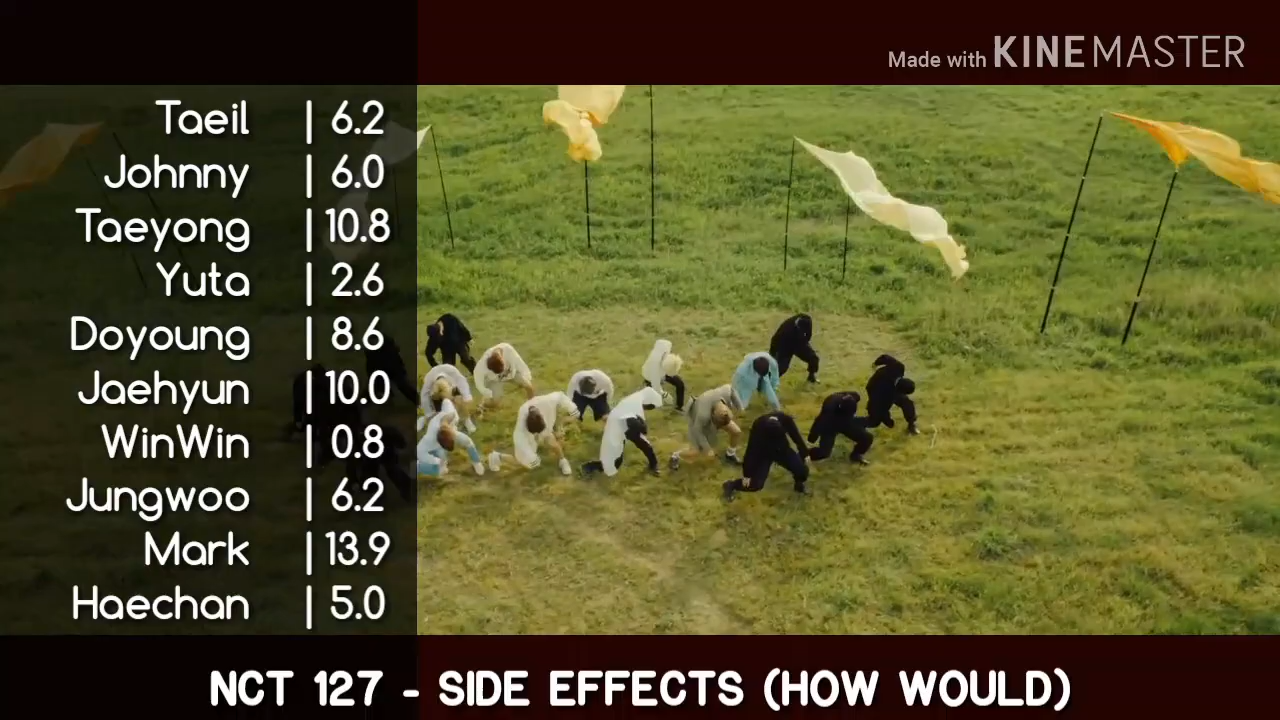 Made with KINEMASTER
Taeil | 6.2
Johnny | 6.0
Taeyong | 10.8
Yuta | 2.6
Doyoung | 8.6
Jaehyun | 10.0
WinWin | 0.8
Jungwoo | 6.2
Mark | 13.9
Haechan | 5.0
NCT 127 - SIDE EFFECTS (HOW WOULD)